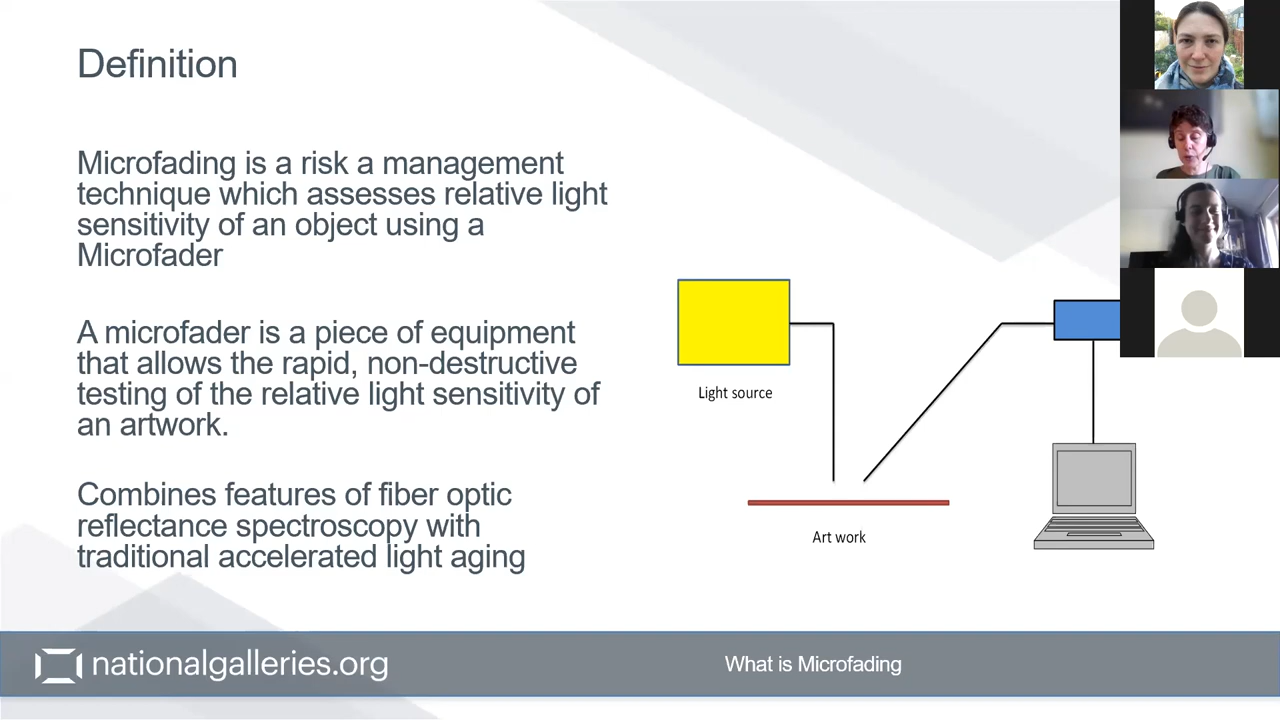 Definition
Microfading is a risk a management
technique which assesses relative light
sensitivity of an object using a
Microfader
A microfader is a piece of equipment
that allows the rapid, non-destructive
testing of the relative light sensitivity of
an artwork.
Combines features of fiber optic
reflectance spectroscopy with
traditional accelerated light aging
Light source
Art work
nationalgalleries.org
What is Microfading